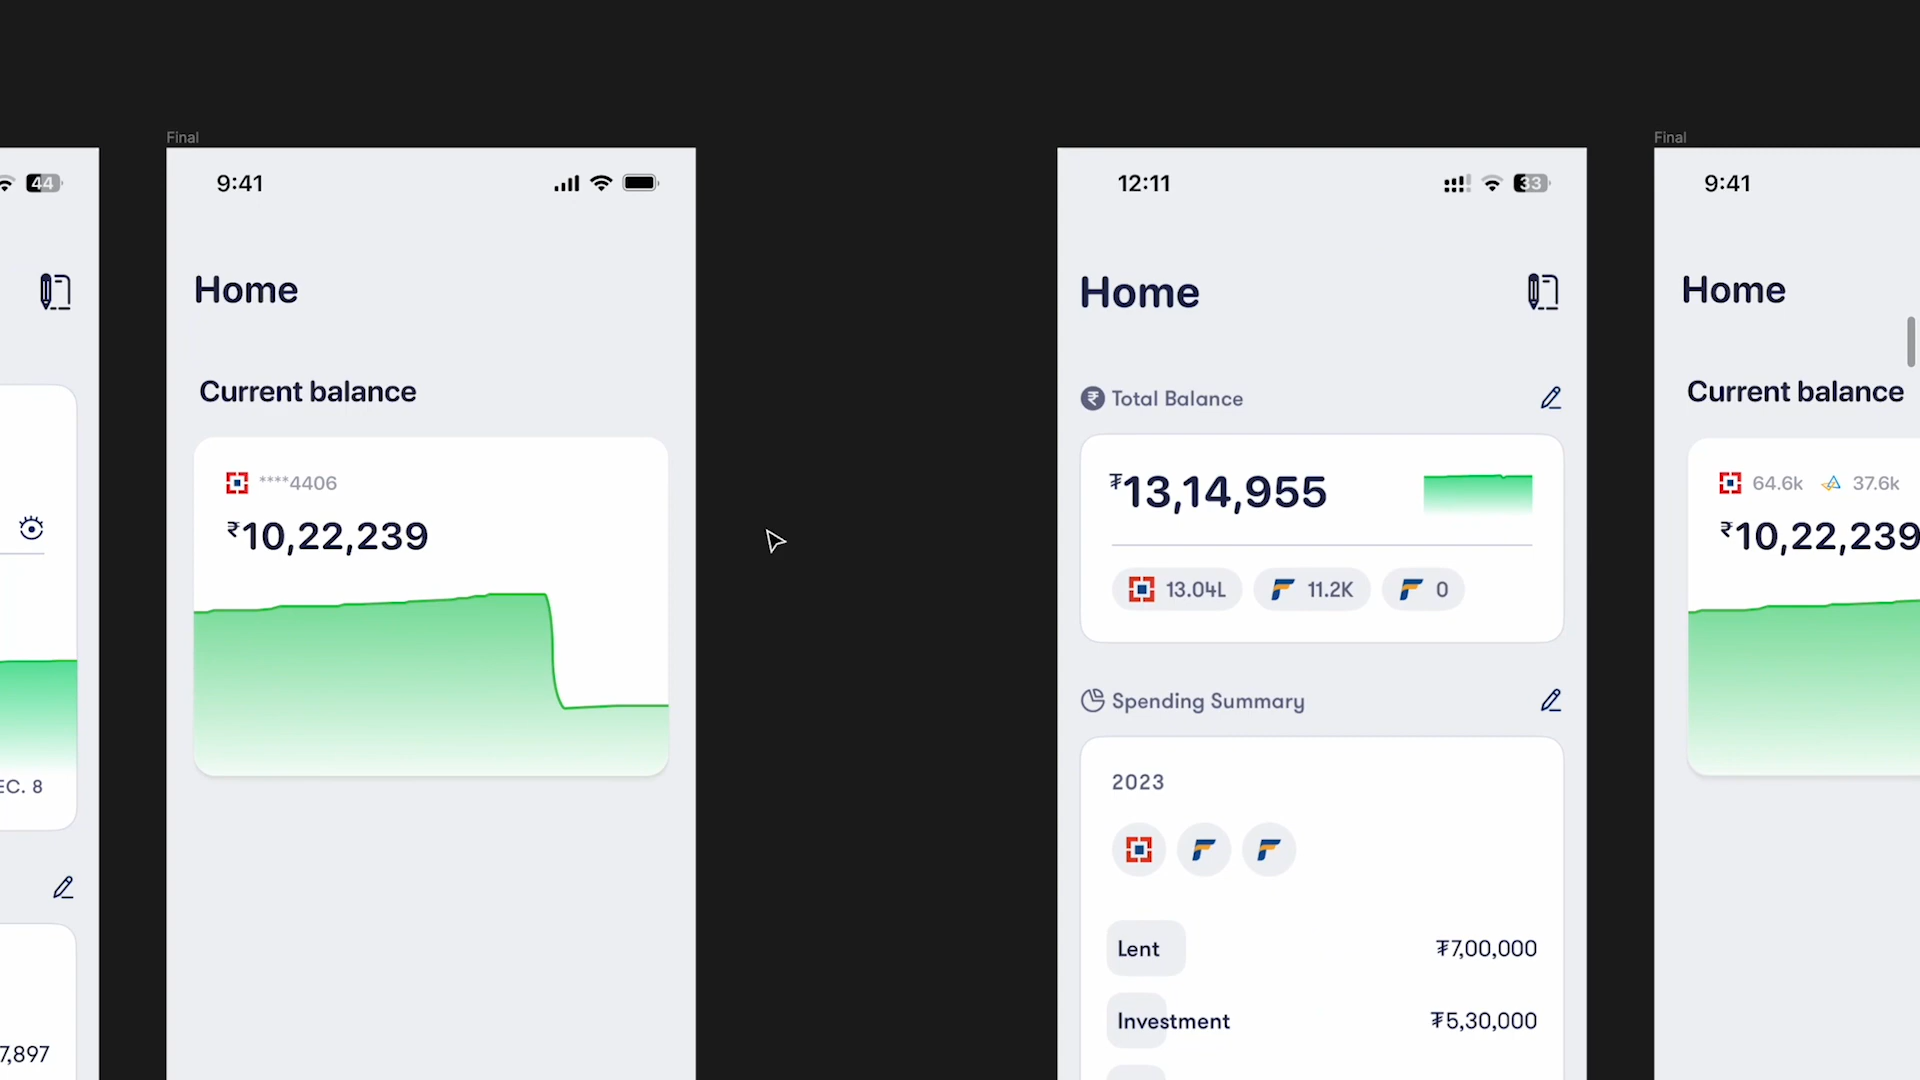 Final
Final
44
9:41
12:11
33
9:41
Home
Home
Home
Current balance
Total Balance
Current balance
****4406
₹10,22,239
₮13,14,955
64.6k 37.6k
₹10,22,239
13.04L 11.2K 0
Spending Summary
EC. 8
2023
Lent ₮7,00,000
Investment ₮5,30,000
7,897